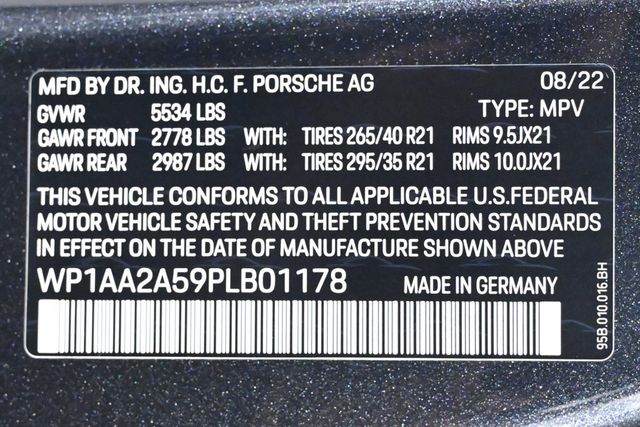 MFD BY DR. ING. H.C. F. PORSCHE AG 08/22
GVWR 5534 LBS TYPE: MPV
GAWR FRONT 2778 LBS WITH: TIRES 265/40 R21 RIMS 9.5JX21
GAWR REAR 2987 LBS WITH: TIRES 295/35 R21 RIMS 10.0JX21
THIS VEHICLE CONFORMS TO ALL APPLICABLE U.S.FEDERAL
MOTOR VEHICLE SAFETY AND THEFT PREVENTION STANDARDS
IN EFFECT ON THE DATE OF MANUFACTURE SHOWN ABOVE
WP1AA2A59PLB01178 MADE IN GERMANY
95B.010.016.BH